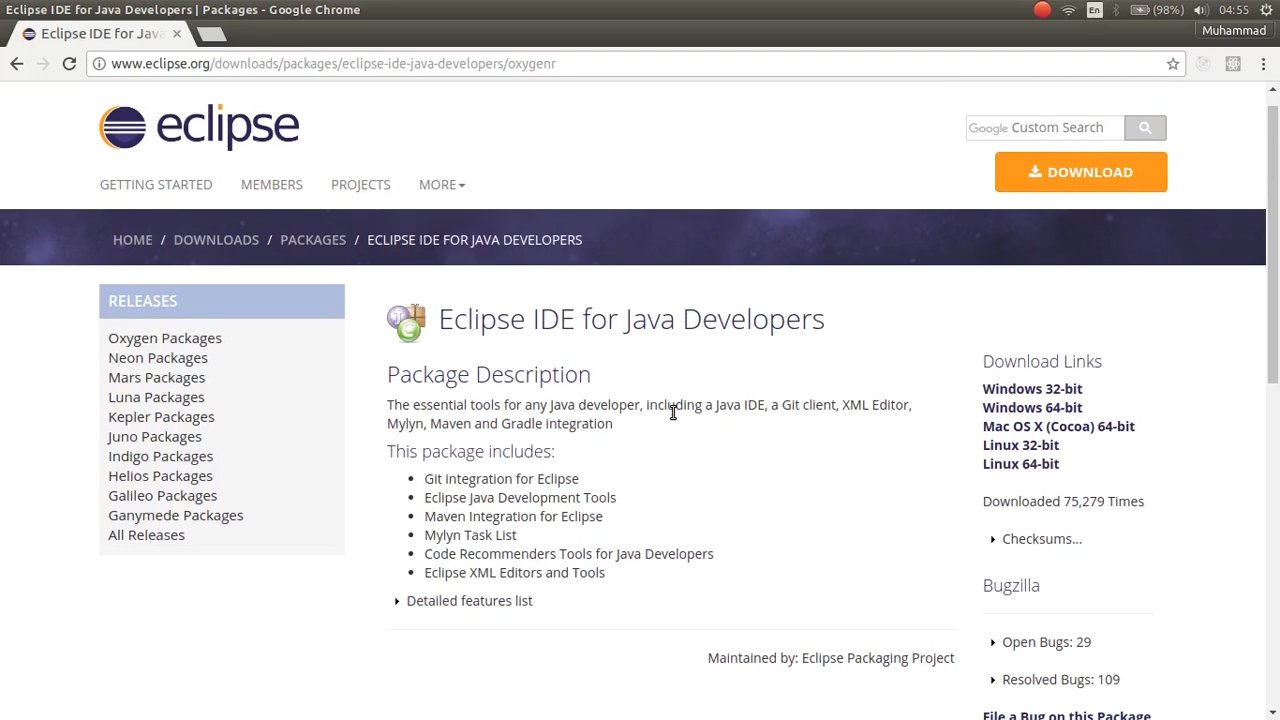 Eclipse IDE for Java Developers | Packages - Google Chrome
En
(98%)
04:55
Eclipse IDE for Java
Muhammad
www.eclipse.org/downloads/packages/eclipse-ide-java-developers/oxygenr
eclipse
Google Custom Search
DOWNLOAD
GETTING STARTED MEMBERS PROJECTS MORE
HOME / DOWNLOADS / PACKAGES / ECLIPSE IDE FOR JAVA DEVELOPERS
RELEASES
Oxygen Packages
Neon Packages
Mars Packages
Luna Packages
Kepler Packages
Juno Packages
Indigo Packages
Helios Packages
Galileo Packages
Ganymede Packages
All Releases
Eclipse IDE for Java Developers
Package Description
The essential tools for any Java developer, including a Java IDE, a Git client, XML Editor,
Mylyn, Maven and Gradle integration
This package includes:
Git integration for Eclipse
Eclipse Java Development Tools
Maven Integration for Eclipse
Mylyn Task List
Code Recommenders Tools for Java Developers
Eclipse XML Editors and Tools
Detailed features list
Maintained by: Eclipse Packaging Project
Download Links
Windows 32-bit
Windows 64-bit
Mac OS X (Cocoa) 64-bit
Linux 32-bit
Linux 64-bit
Downloaded 75,279 Times
Checksums...
Bugzilla
Open Bugs: 29
Resolved Bugs: 109
File a Bug on this Package